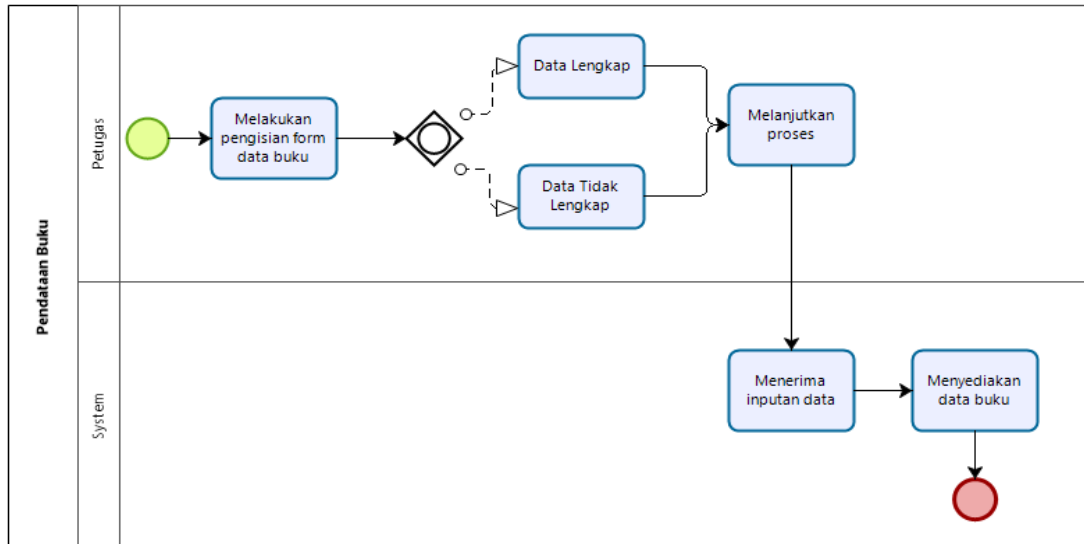 Pendataan Buku
Petugas
Melakukan
pengisian form
data buku
Data Lengkap
Data Tidak
Lengkap
Melanjutkan
proses
System
Menerima
inputan data
Menyediakan
data buku